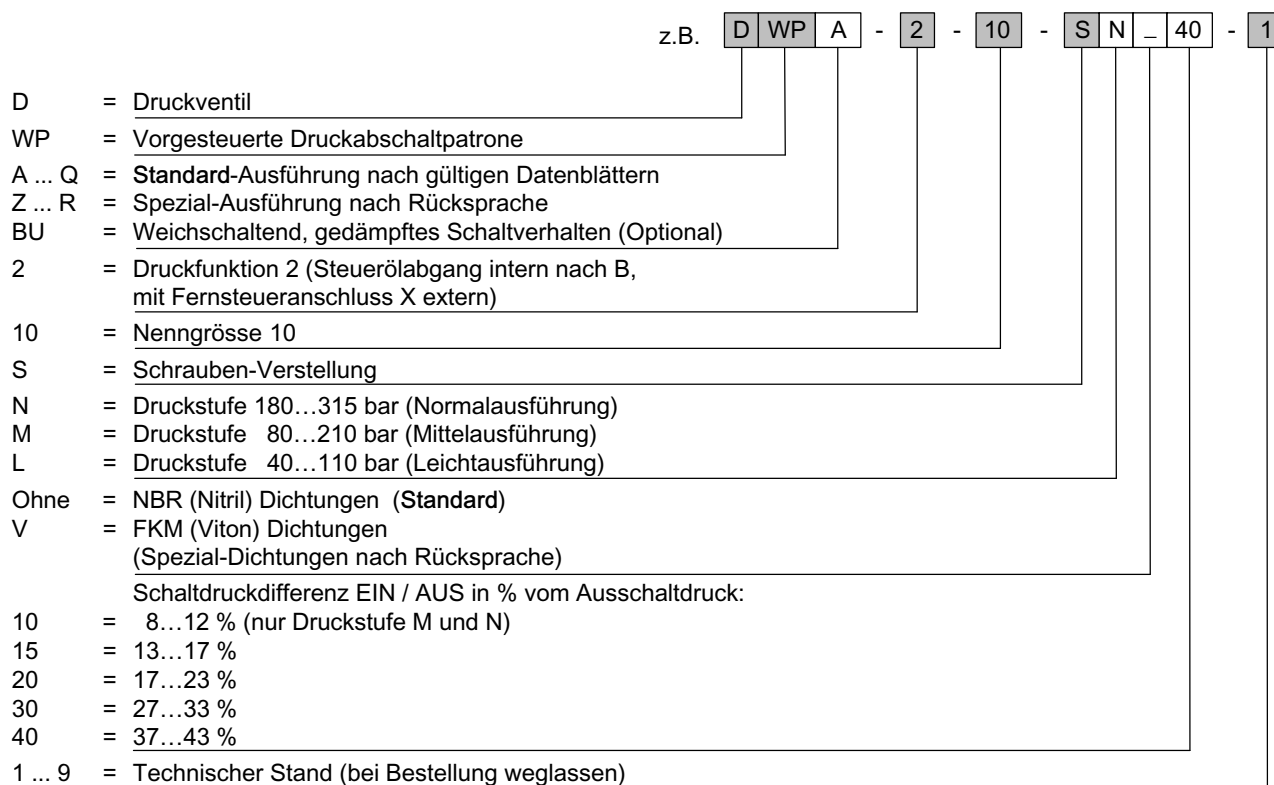 z.B. D WP A - 2 - 10 - S N _ 40 - 1
D = Druckventil
WP = Vorgesteuerte Druckabschaltpatrone
A ... Q = Standard-Ausführung nach gültigen Datenblättern
Z ... R = Spezial-Ausführung nach Rücksprache
BU = Weichschaltend, gedämpftes Schaltverhalten (Optional)
2 = Druckfunktion 2 (Steuerölabgang intern nach B,
mit Fernsteueranschluss X extern)
10 = Nenngrösse 10
S = Schrauben-Verstellung
N = Druckstufe 180…315 bar (Normalausführung)
M = Druckstufe 80…210 bar (Mittelausführung)
L = Druckstufe 40…110 bar (Leichtausführung)
Ohne = NBR (Nitril) Dichtungen (Standard)
V = FKM (Viton) Dichtungen
(Spezial-Dichtungen nach Rücksprache)
Schaltdruckdifferenz EIN / AUS in % vom Ausschaltdruck:
10 = 8…12 % (nur Druckstufe M und N)
15 = 13…17 %
20 = 17…23 %
30 = 27…33 %
40 = 37…43 %
1 ... 9 = Technischer Stand (bei Bestellung weglassen)